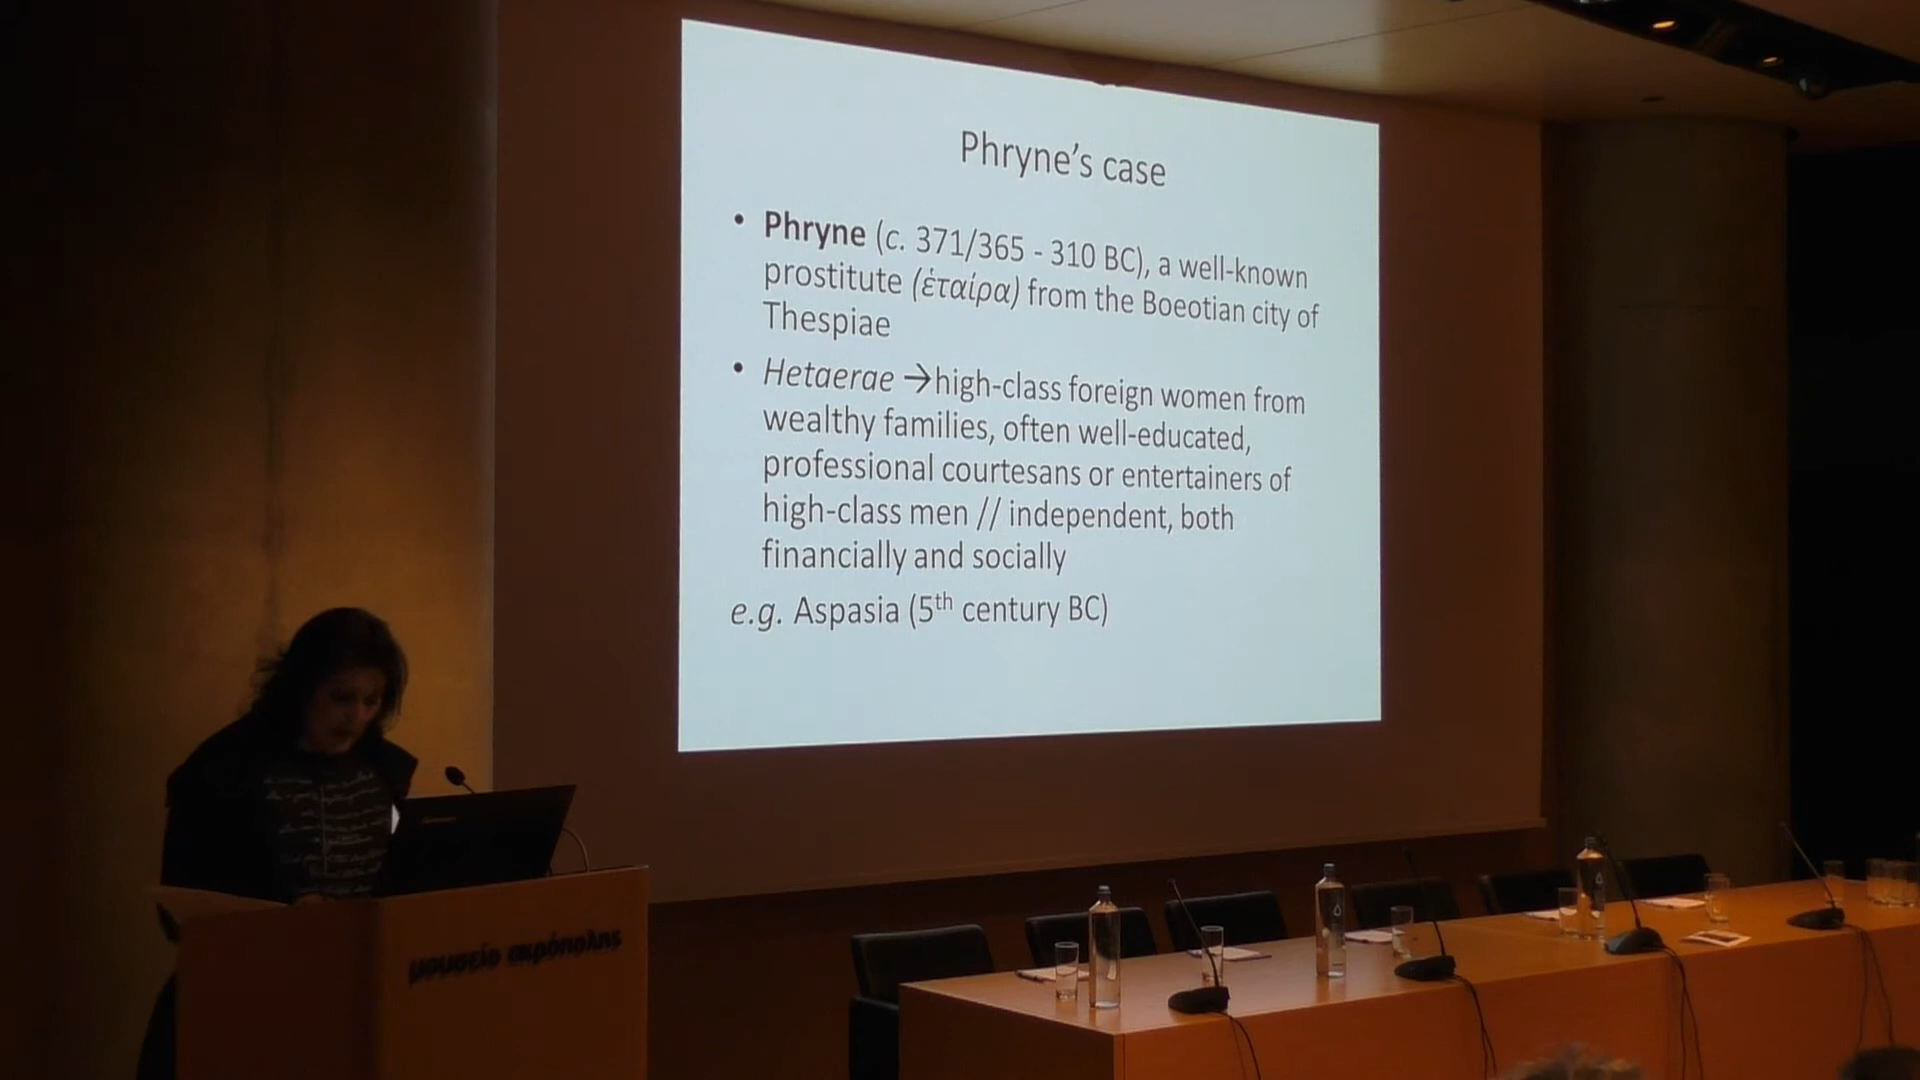 Phryne's case
• Phryne (c. 371/365 - 310 BC), a well-known
prostitute (ἑταίρα) from the Boeotian city of
Thespiae
• Hetaerae →high-class foreign women from
wealthy families, often well-educated,
professional courtesans or entertainers of
high-class men // independent, both
financially and socially
e.g. Aspasia (5th century BC)
μουσείο ακρόπολης